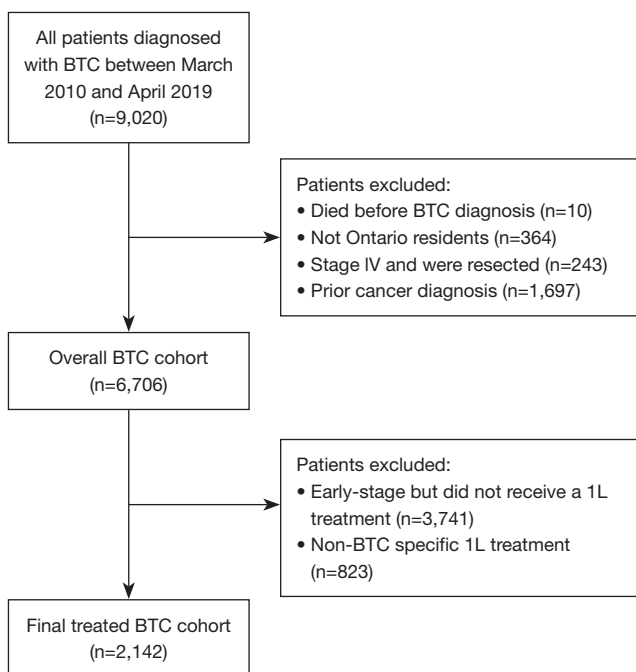 All patients diagnosed
with BTC between March
2010 and April 2019
(n=9,020)
Patients excluded:
• Died before BTC diagnosis (n=10)
• Not Ontario residents (n=364)
• Stage IV and were resected (n=243)
• Prior cancer diagnosis (n=1,697)
Overall BTC cohort
(n=6,706)
Patients excluded:
• Early-stage but did not receive a 1L
treatment (n=3,741)
• Non-BTC specific 1L treatment
(n=823)
Final treated BTC cohort
(n=2,142)